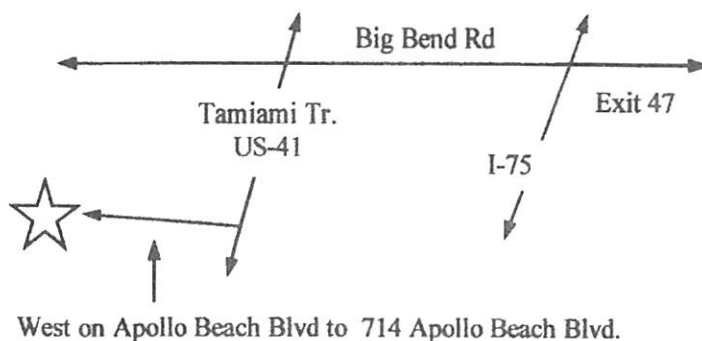 Big Bend Rd
Exit 47
Tamiami Tr.
US-41
I-75
West on Apollo Beach Blvd to 714 Apollo Beach Blvd.